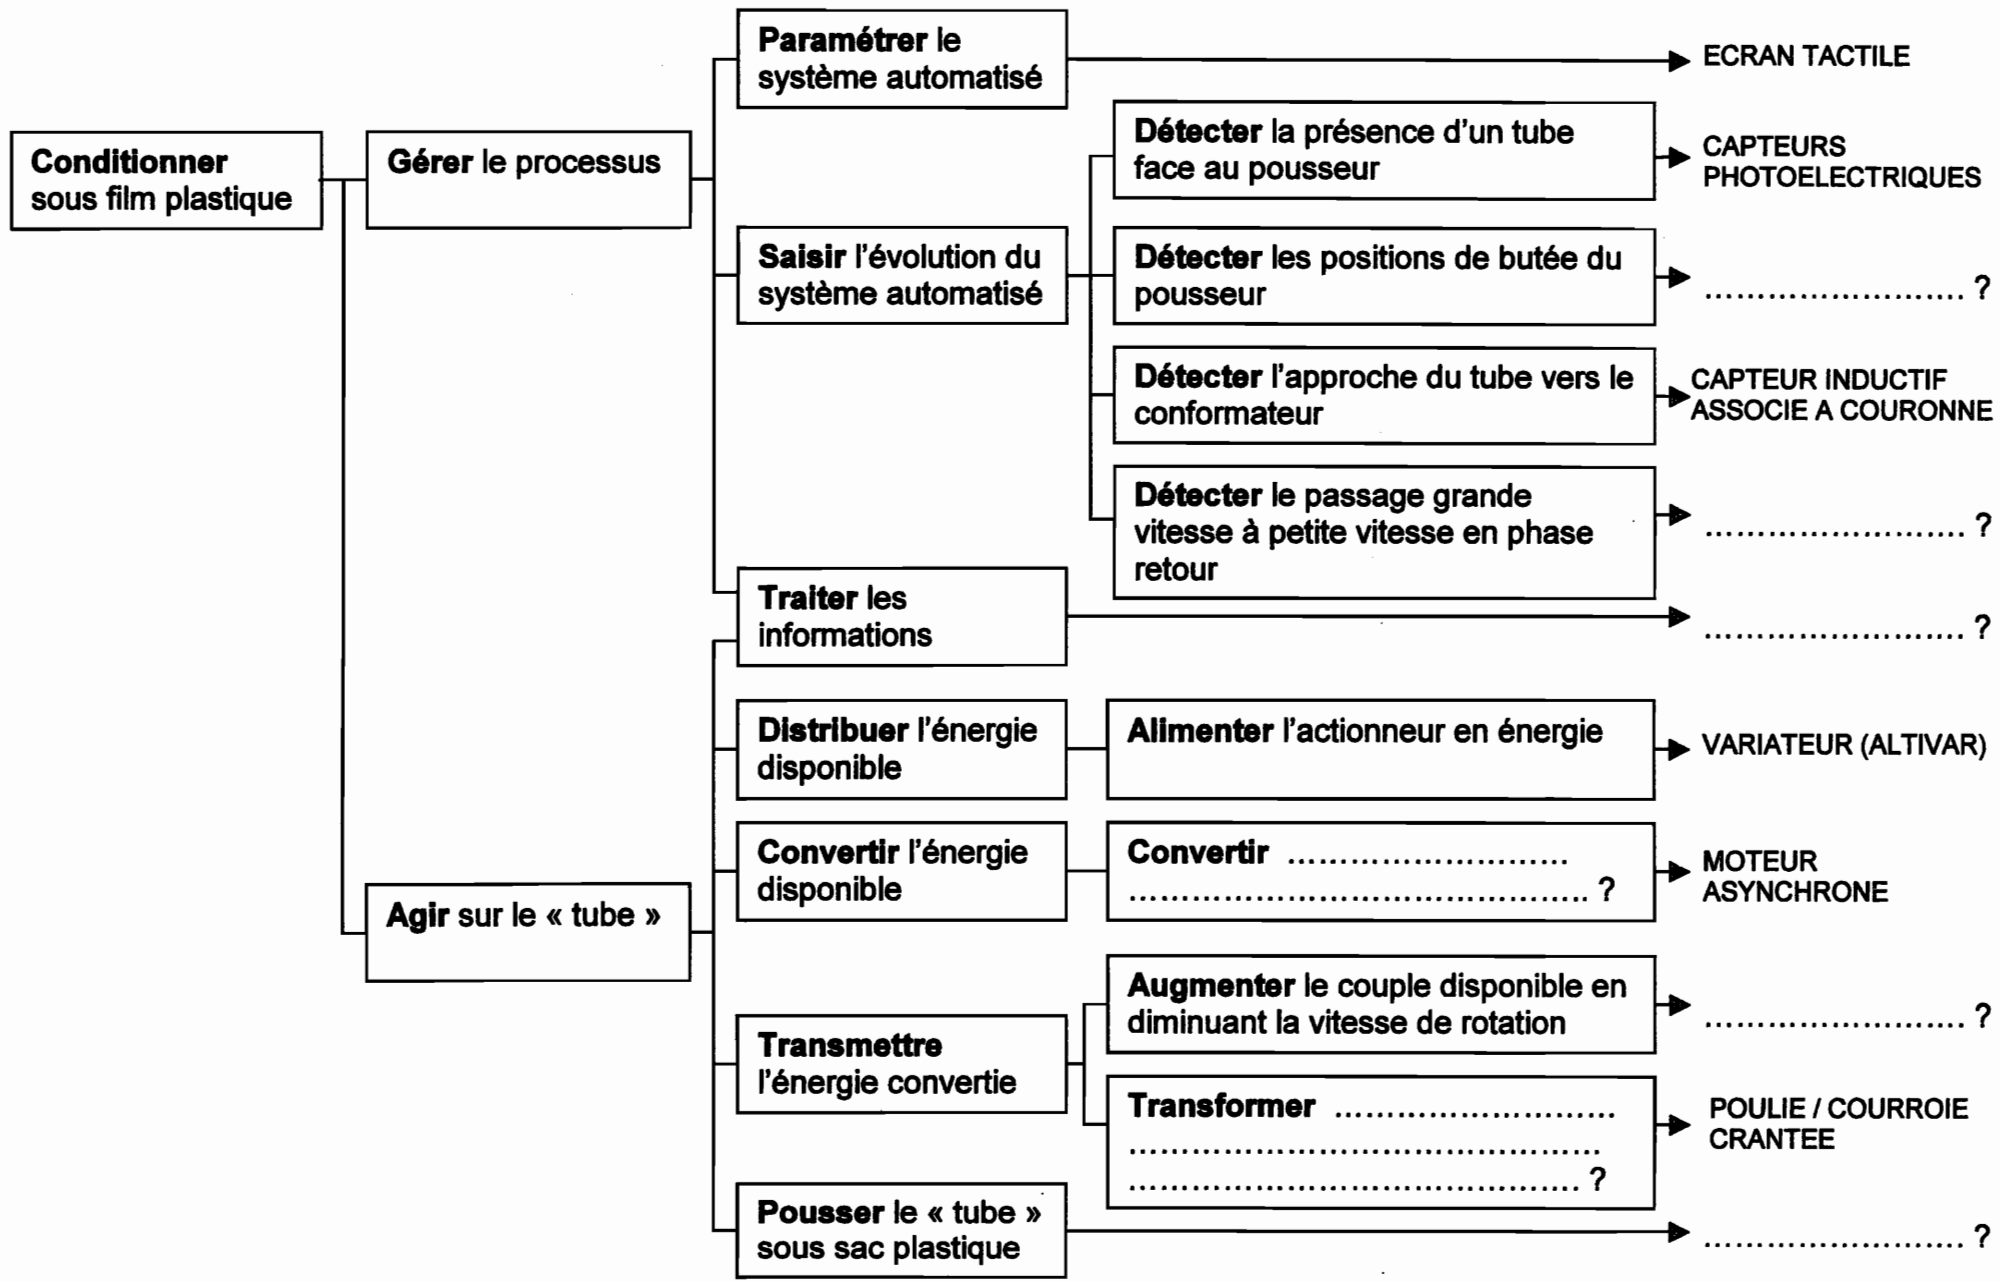 Conditionner
sous film plastique
Gérer le processus
Paramétrer le
système automatisé
ECRAN TACTILE
Saisir l'évolution du
système automatisé
Détecter la présence d'un tube
face au pousseur
CAPTEURS
PHOTOELECTRIQUES
Détecter les positions de butée du
pousseur
........................ ?
Détecter l'approche du tube vers le
conformateur
CAPTEUR INDUCTIF
ASSOCIE A COURONNE
Détecter le passage grande
vitesse à petite vitesse en phase
retour
........................ ?
Traiter les
informations
........................ ?
Agir sur le « tube »
Distribuer l'énergie
disponible
Alimenter l'actionneur en énergie
VARIATEUR (ALTIVAR)
Convertir l'énergie
disponible
Convertir ..........................
........................................... ?
MOTEUR
ASYNCHRONE
Transmettre
l'énergie convertie
Augmenter le couple disponible en
diminuant la vitesse de rotation
........................ ?
Transformer ..........................
............................................
.......................................... ?
POULIE / COURROIE
CRANTEE
Pousser le « tube »
sous sac plastique
........................ ?